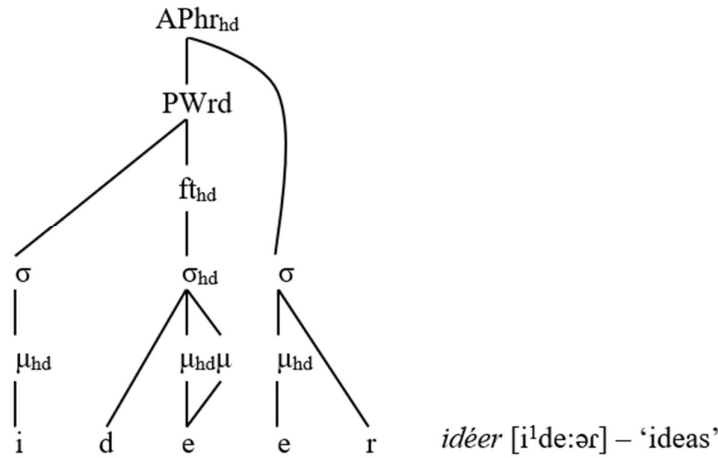 APhrhd
PWrd
fthd
σ σhd σ
μhd μhdμ μhd
i d e e r idéer [i¹de:əɾ] – ‘ideas’